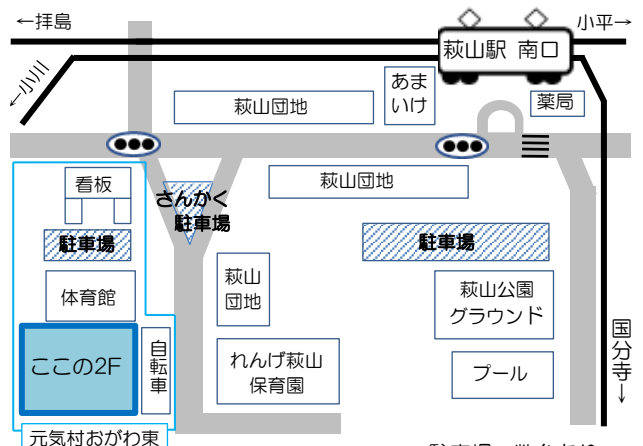 ←拝島
小平→
萩山駅 南口
←小川
あま
いけ
薬局
萩山団地
看板
萩山団地
さんかく
駐車場
駐車場
駐車場
体育館
萩山
団地
萩山公園
グラウンド
ここの2F
自転車
れんげ萩山
保育園
プール
国分寺→
元気村おがわ東